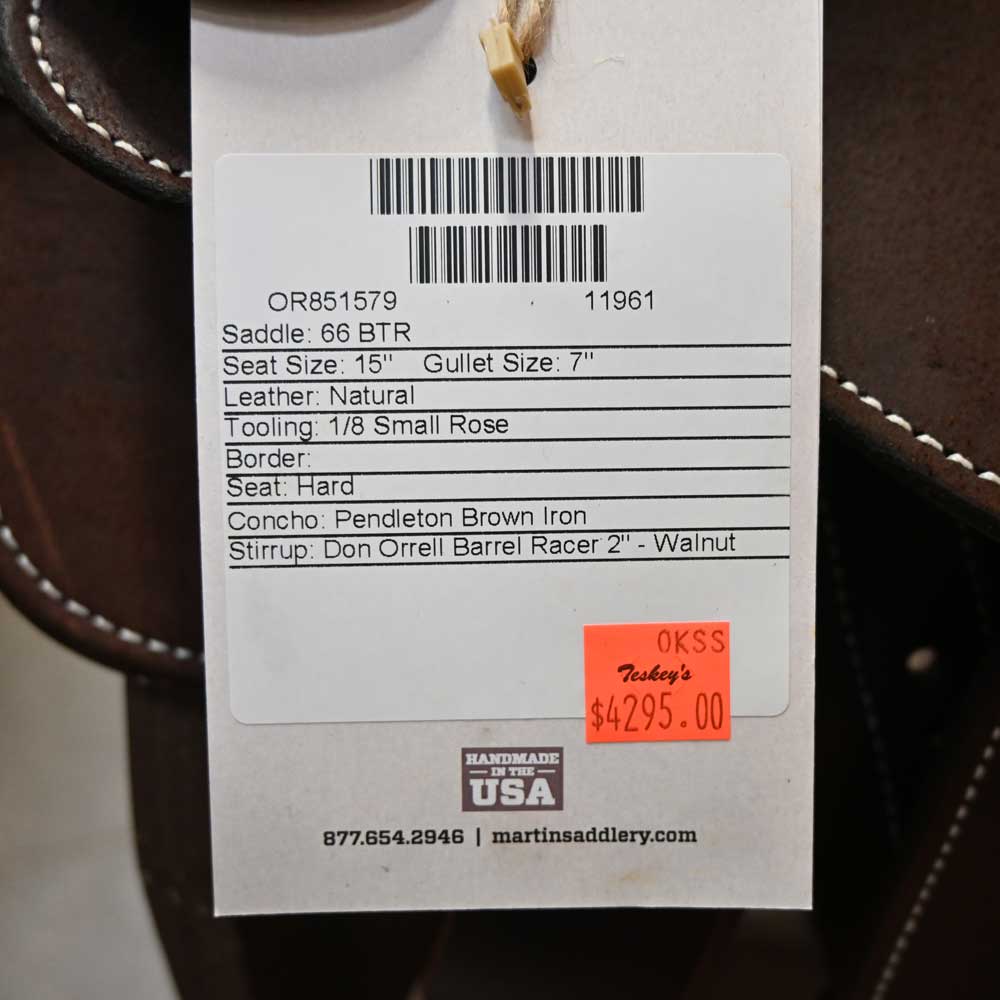 OR851579 11961
Saddle: 66 BTR
Seat Size: 15" Gullet Size: 7"
Leather: Natural
Tooling: 1/8 Small Rose
Border:
Seat: Hard
Concho: Pendleton Brown Iron
Stirrup: Don Orrell Barrel Racer 2" - Walnut
OKSS
Teskey's
$4295.00
HANDMADE
IN THE
USA
877.654.2946 | martinsaddlery.com